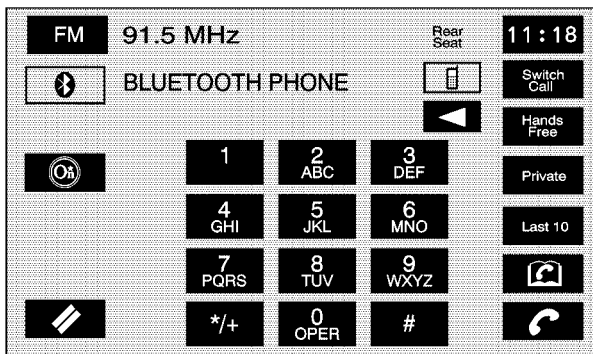 FM 91.5 MHz Rear Seat 11:18
BLUETOOTH PHONE Switch Call
Hands Free
On 1 2 ABC 3 DEF Private
4 GHI 5 JKL 6 MNO Last 10
7 PQRS 8 TUV 9 WXYZ
*/+ 0 OPER #